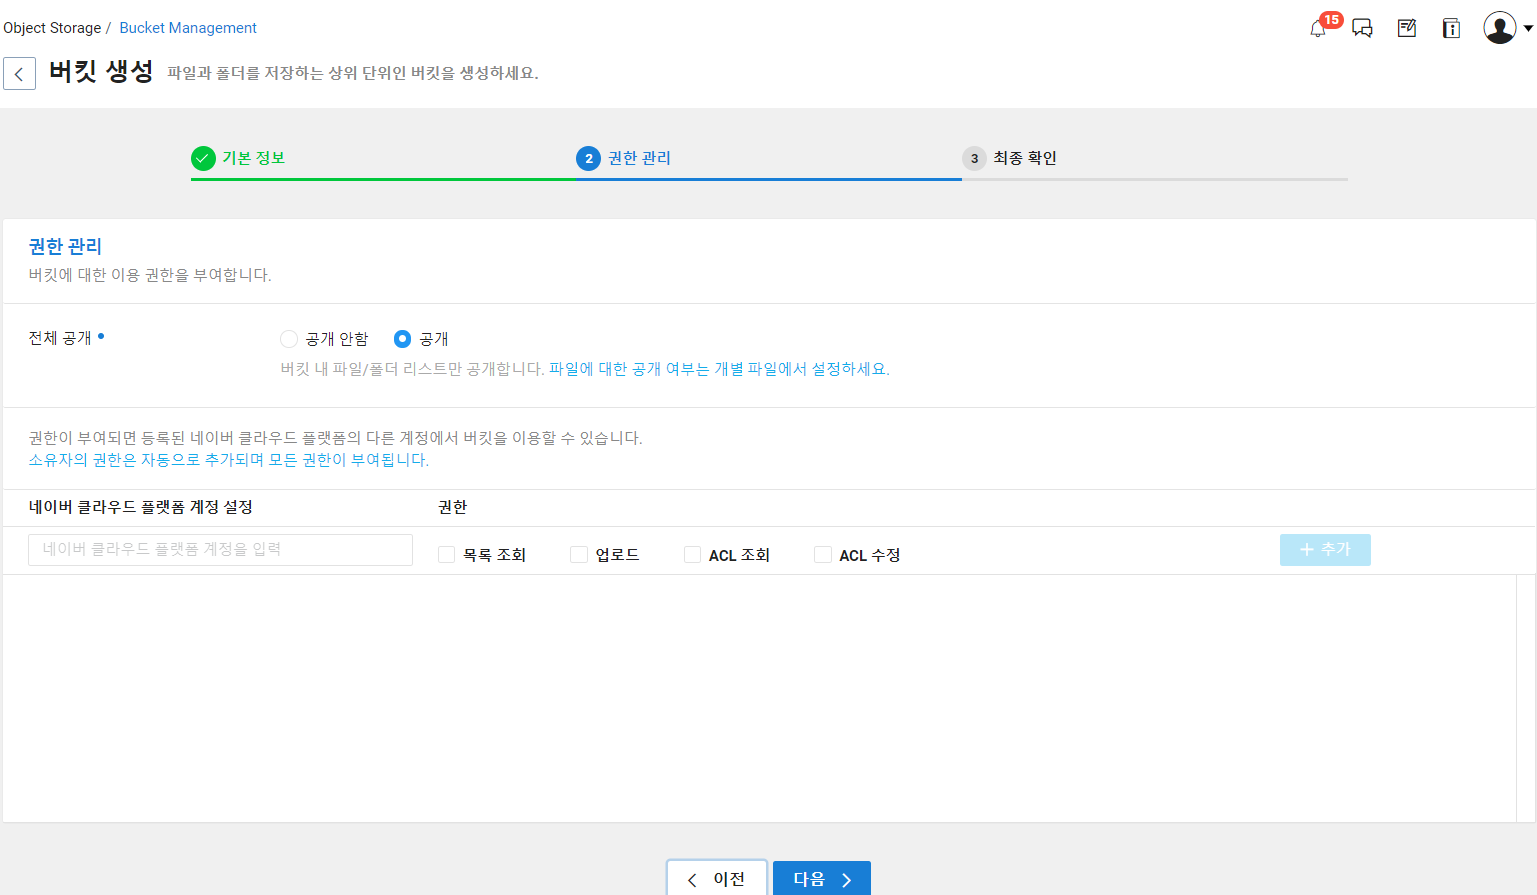 Object Storage / Bucket Management
15
버킷 생성 파일과 폴더를 저장하는 상위 단위인 버킷을 생성하세요.
기본 정보
2 권한 관리
3 최종 확인
권한 관리
버킷에 대한 이용 권한을 부여합니다.
전체 공개
공개 안함
공개
버킷 내 파일/폴더 리스트만 공개합니다. 파일에 대한 공개 여부는 개별 파일에서 설정하세요.
권한이 부여되면 등록된 네이버 클라우드 플랫폼의 다른 계정에서 버킷을 이용할 수 있습니다.
소유자의 권한은 자동으로 추가되며 모든 권한이 부여됩니다.
네이버 클라우드 플랫폼 계정 설정 권한
네이버 클라우드 플랫폼 계정을 입력 목록 조회 업로드 ACL 조회 ACL 수정 + 추가
< 이전 다음 >